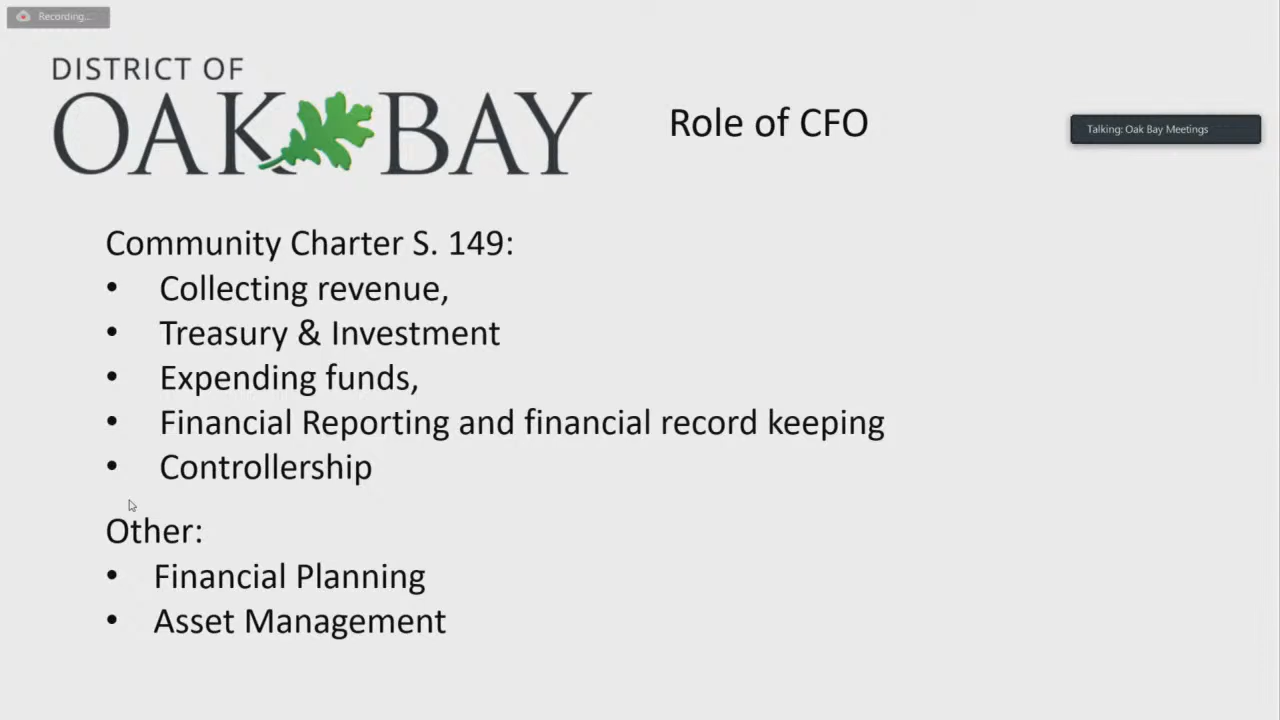 Recording...
DISTRICT OF
OAK BAY
Role of CFO
Talking: Oak Bay Meetings
Community Charter S. 149:
• Collecting revenue,
• Treasury & Investment
• Expending funds,
• Financial Reporting and financial record keeping
• Controllership
Other:
• Financial Planning
• Asset Management